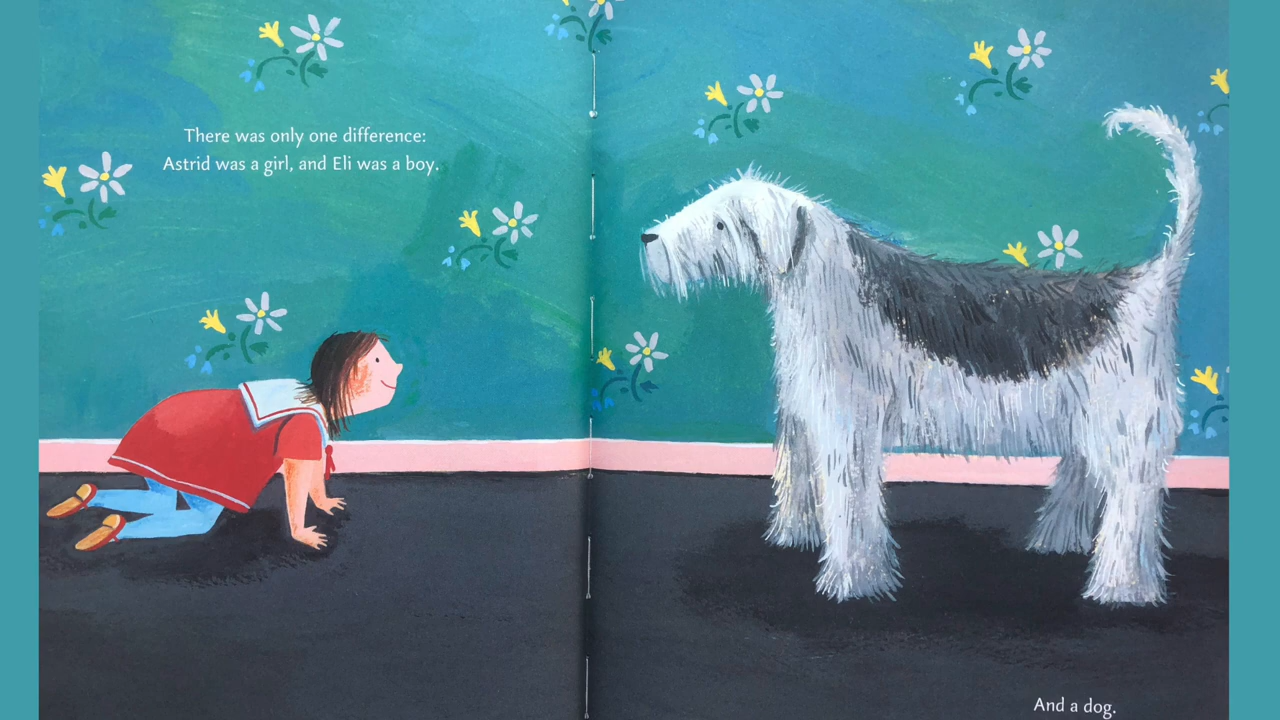 There was only one difference:
Astrid was a girl, and Eli was a boy.
And a dog.